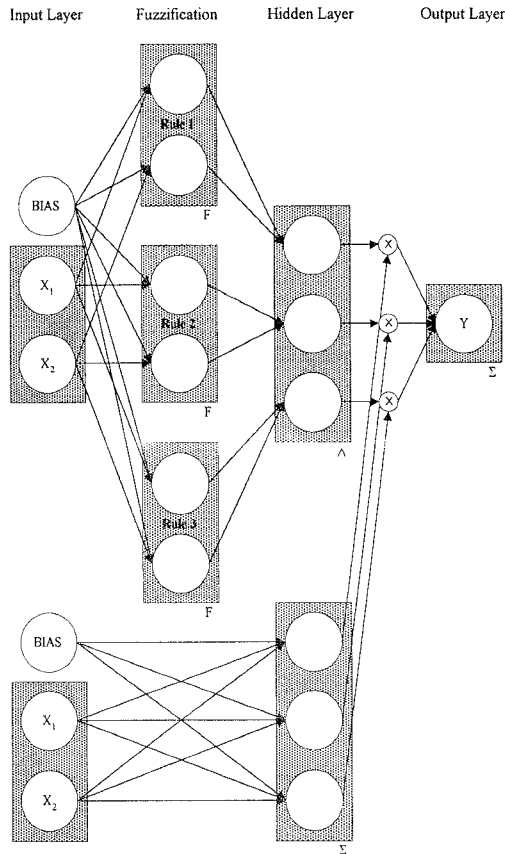 Input Layer Fuzzification Hidden Layer Output Layer
Rule 1
F
BIAS
X1
X2
Rule 2
F
X
X
X
Y
Σ
^
Rule 3
F
BIAS
X1
X2
Σ